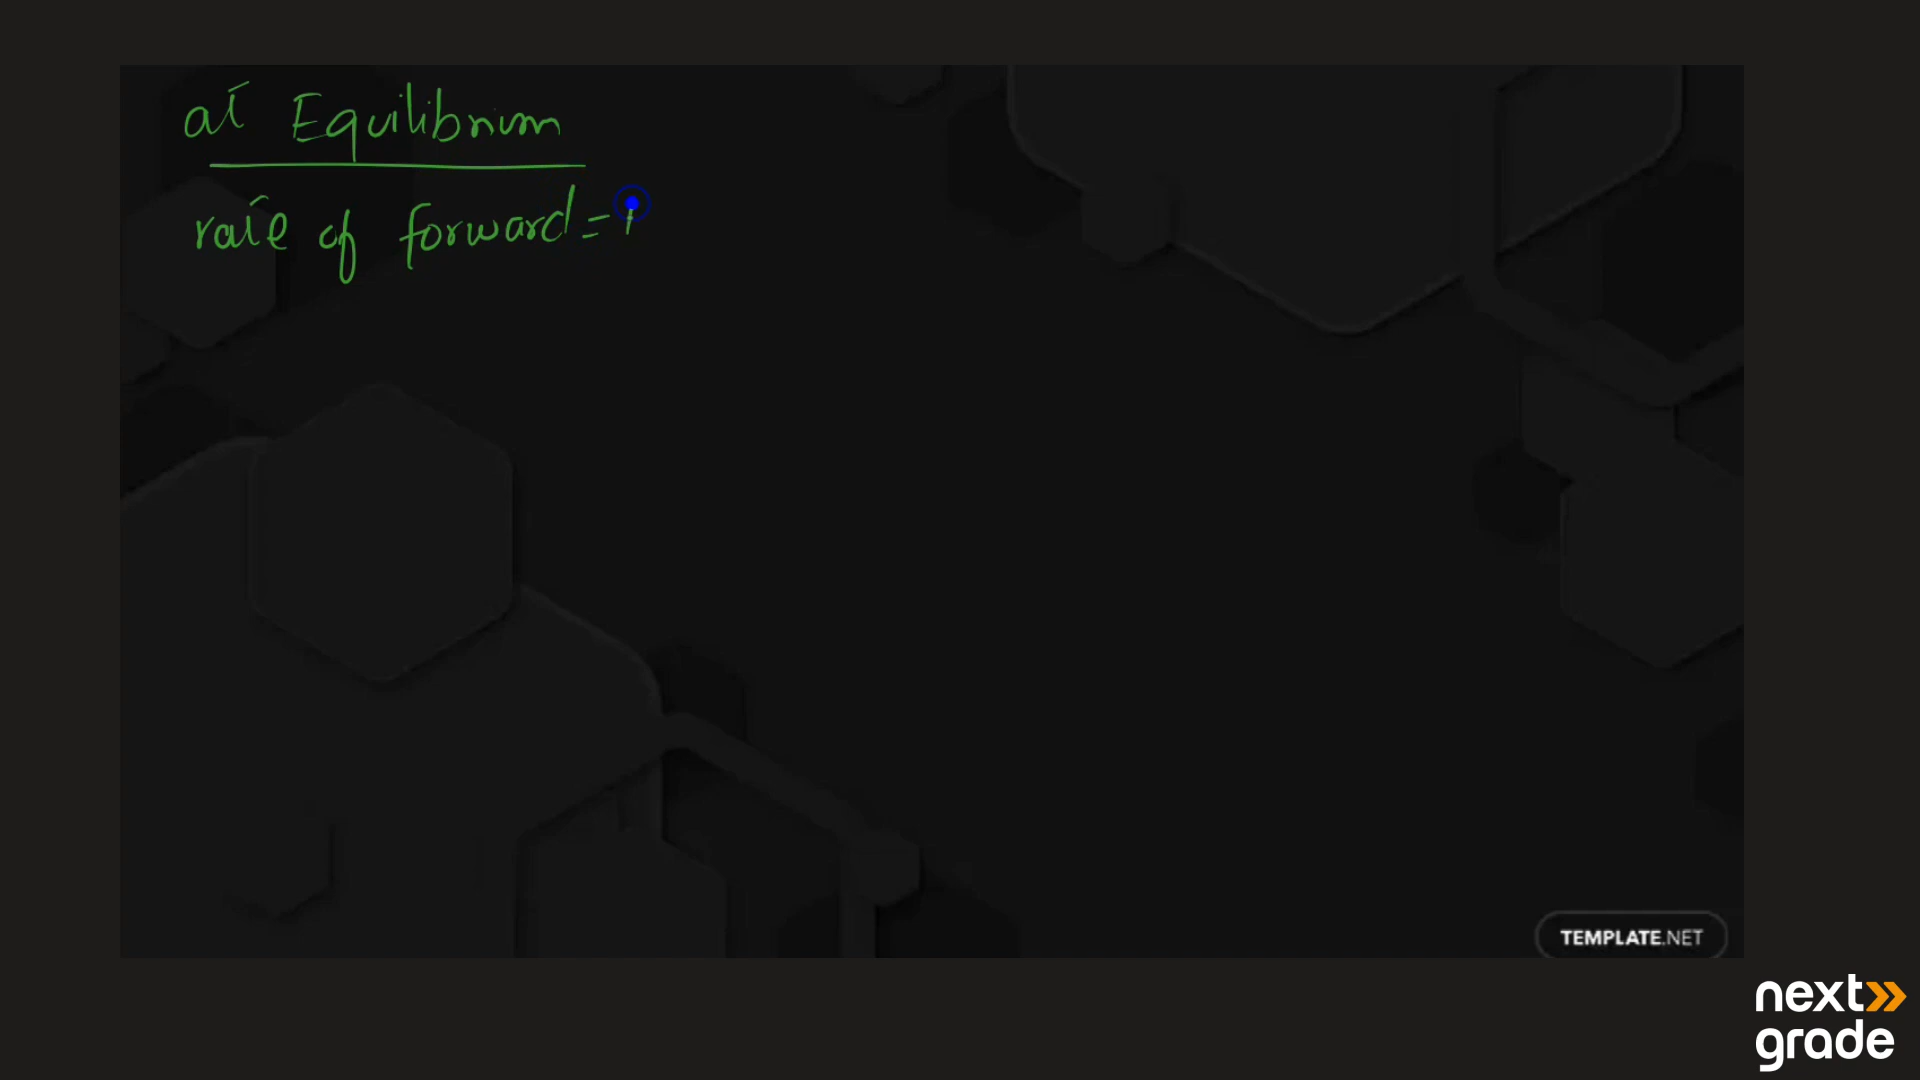 at Equilibrium
rate of forward = r
TEMPLATE.NET
next
grade